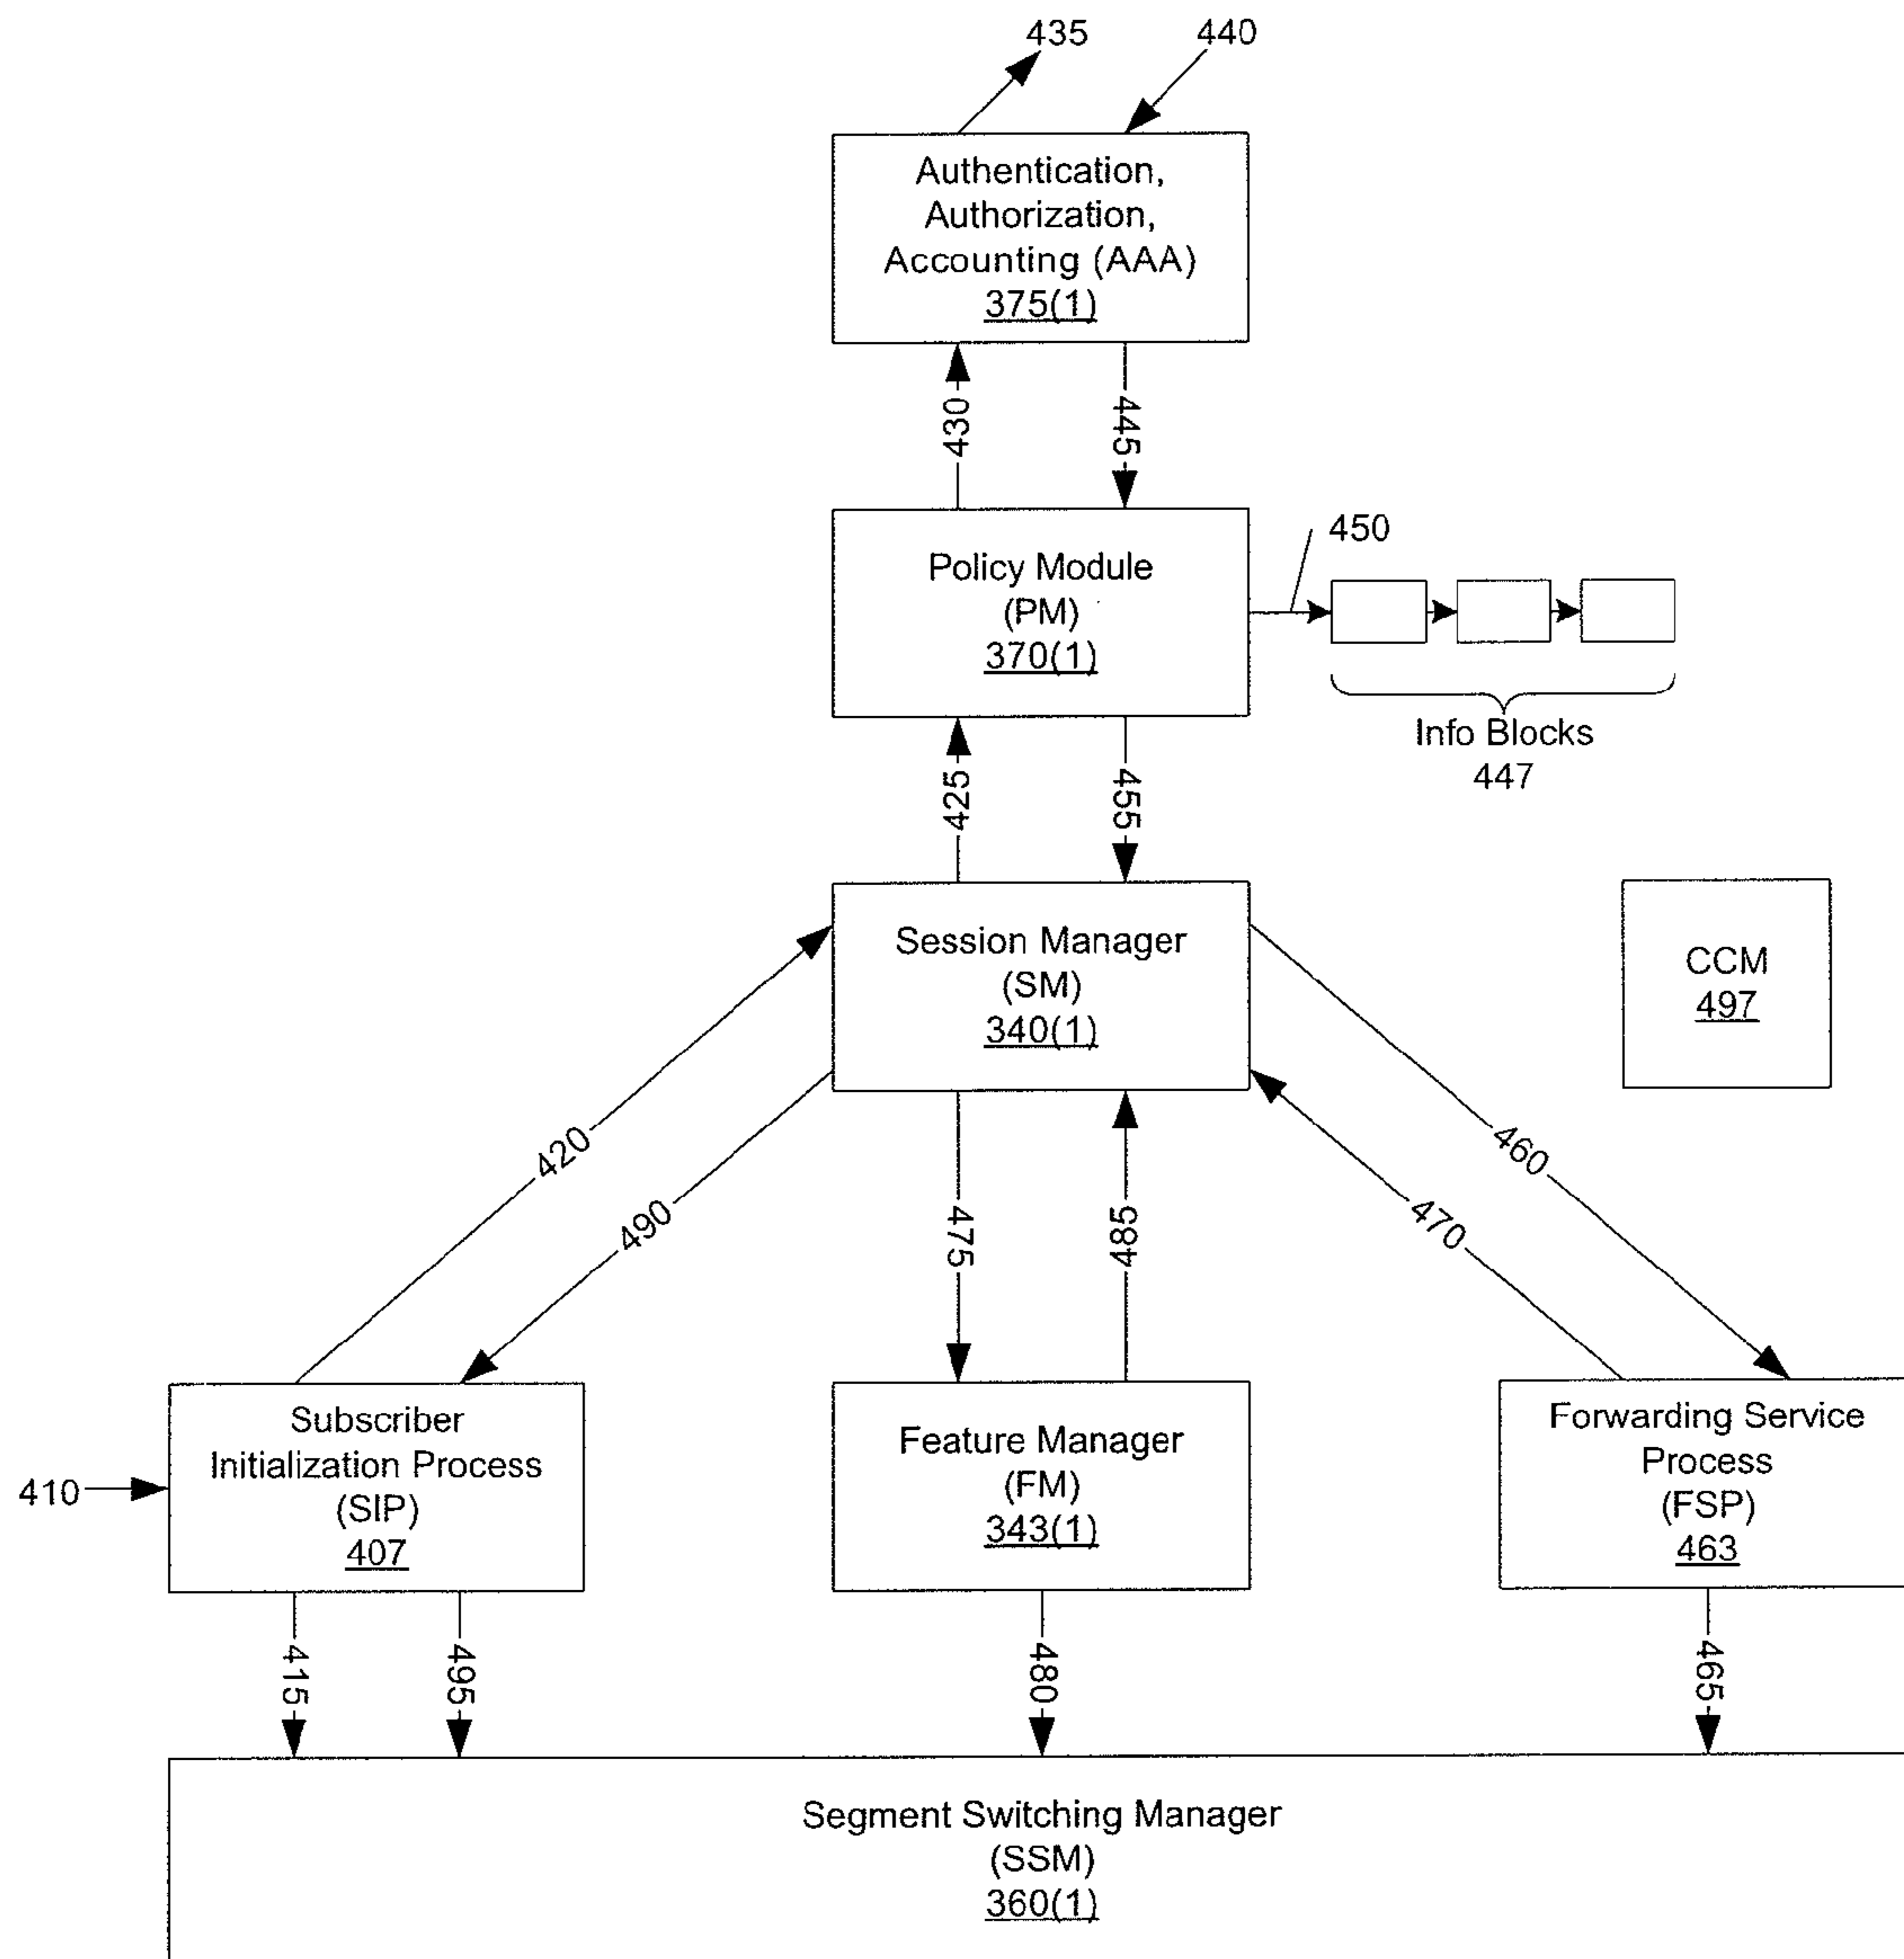 435
440
Authentication,
Authorization,
Accounting (AAA)
375(1)
430
445
450
Policy Module
(PM)
370(1)
Info Blocks
447
425
455
Session Manager
(SM)
340(1)
CCM
497
420
490
475
485
460
470
410
Subscriber
Initialization Process
(SIP)
407
Feature Manager
(FM)
343(1)
Forwarding Service
Process
(FSP)
463
415
495
480
465
Segment Switching Manager
(SSM)
360(1)